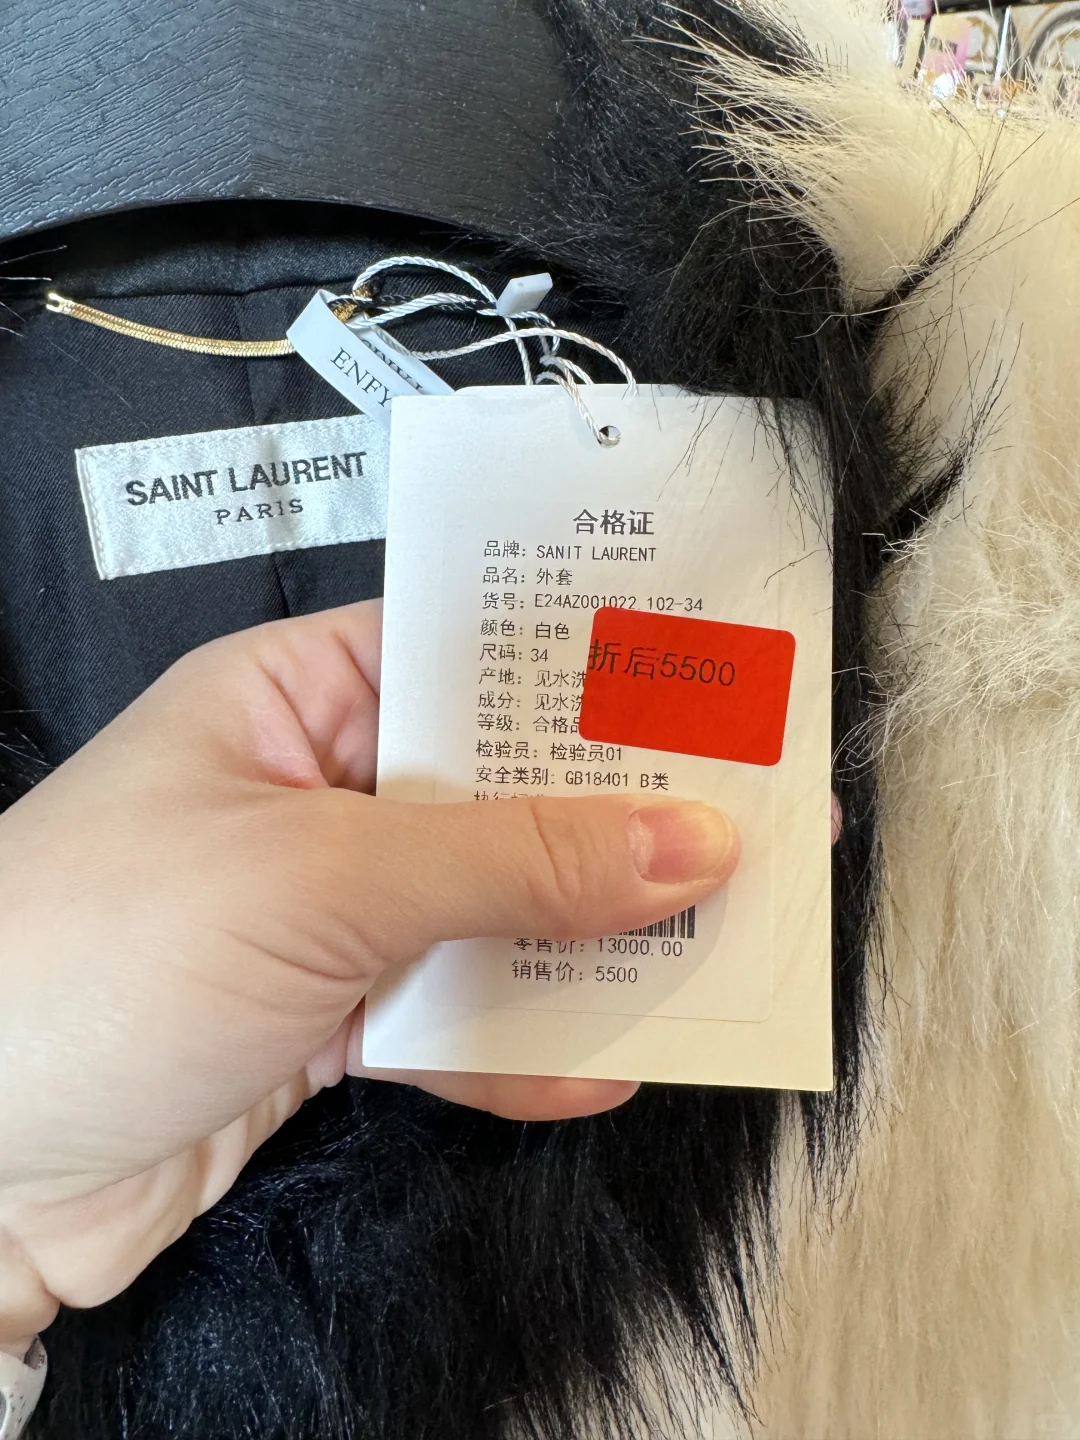 ENFY
SAINT LAURENT
PARIS
合格证
品牌: SANIT LAURENT
品名: 外套
货号: E24AZ001022 102-34
颜色: 白色
尺码: 34
折后5500
产地: 见水洗
成分: 见水洗
等级: 合格品
检验员: 检验员01
安全类别: GB18401 B类
零售价: 13000.00
销售价: 5500